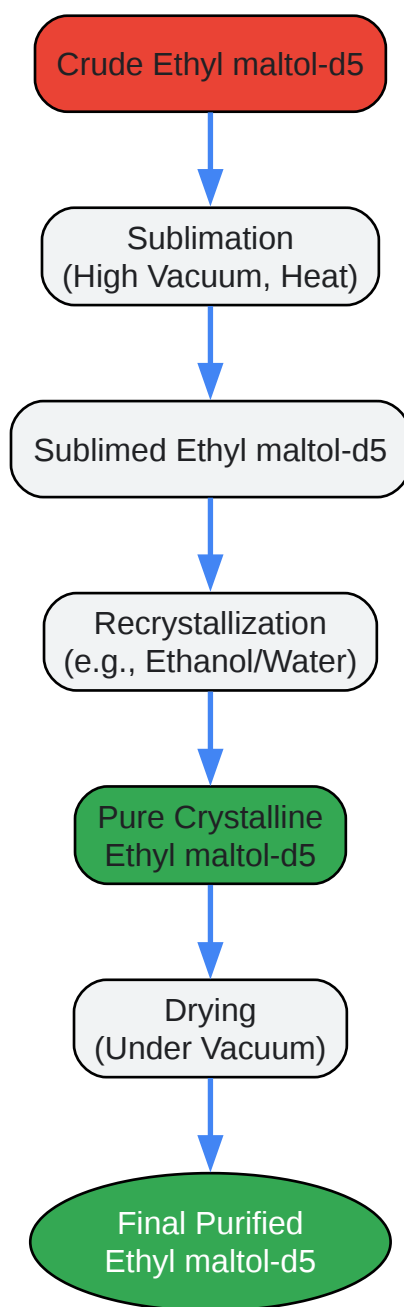 Crude Ethyl maltol-d5
Sublimation
(High Vacuum, Heat)
Sublimed Ethyl maltol-d5
Recrystallization
(e.g., Ethanol/Water)
Pure Crystalline
Ethyl maltol-d5
Drying
(Under Vacuum)
Final Purified
Ethyl maltol-d5